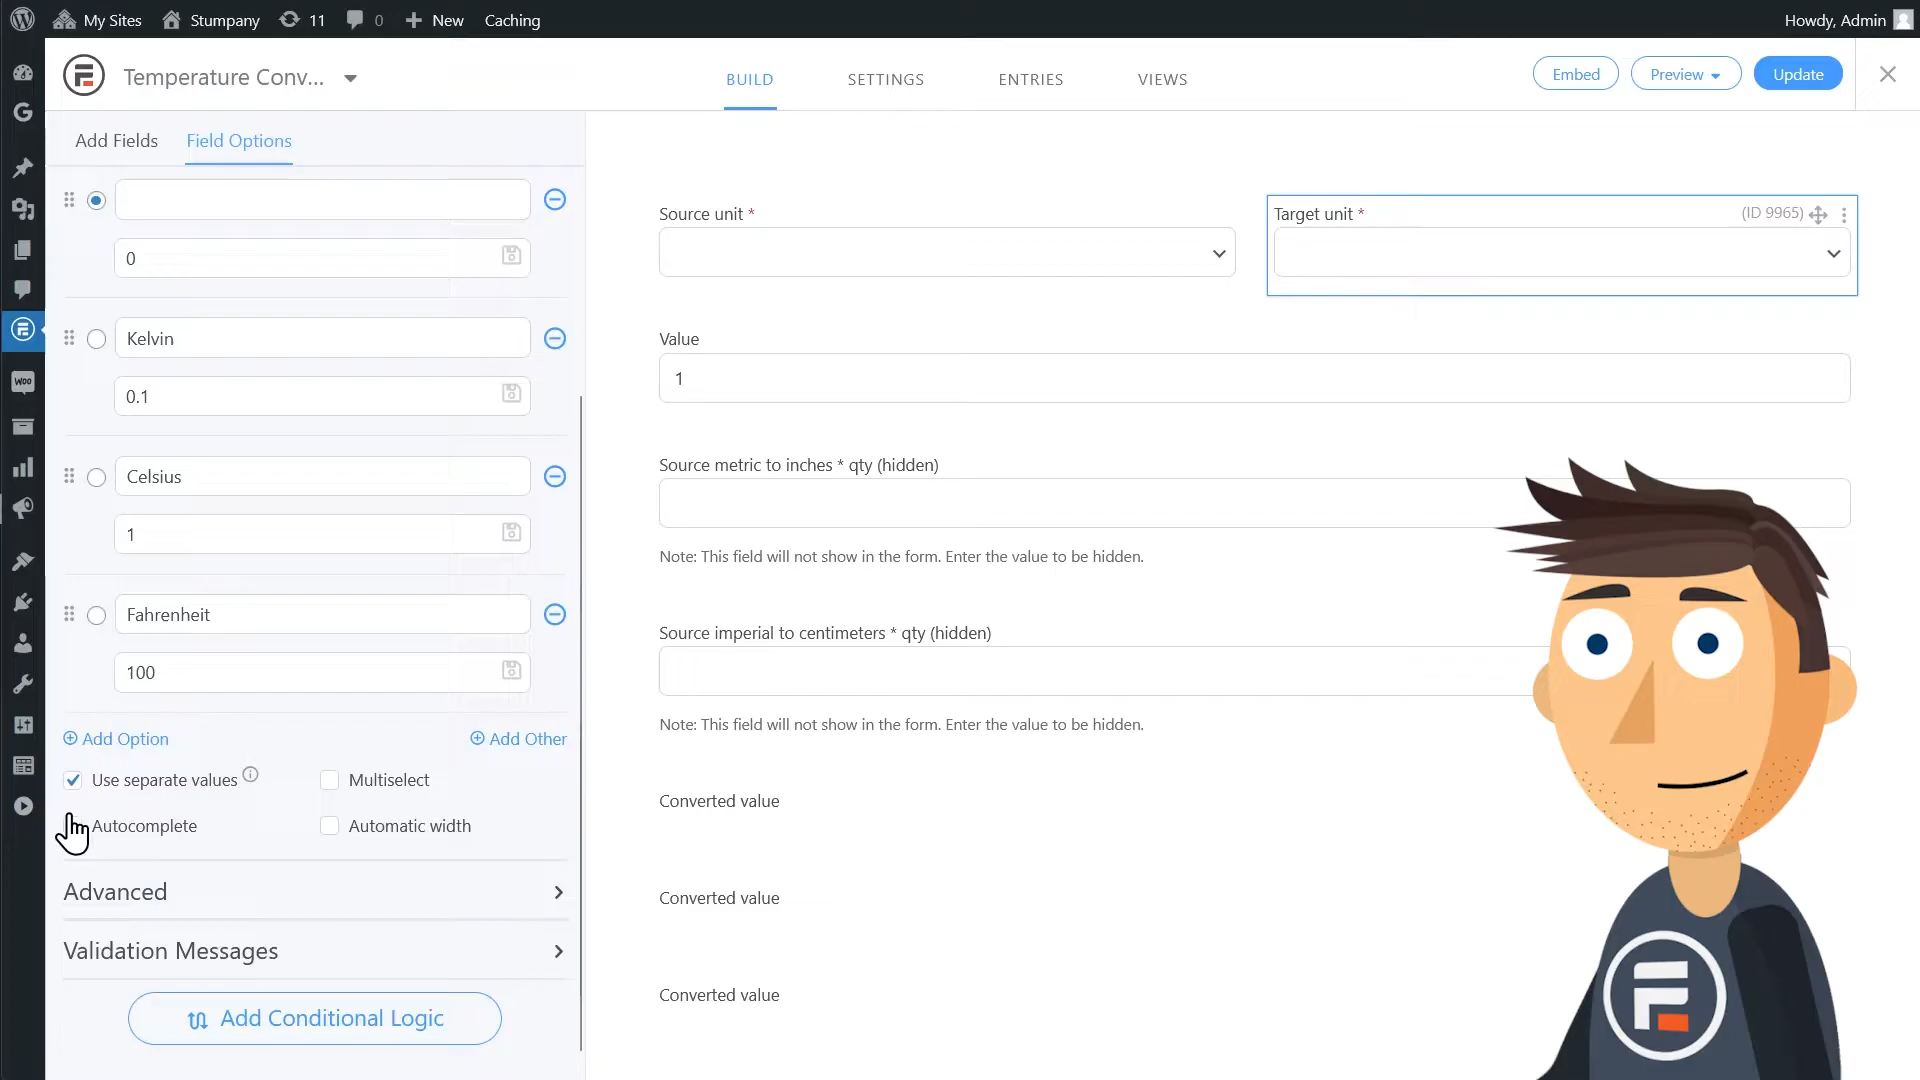 My Sites
Stumpany
11
0
New
Caching
Howdy, Admin
Temperature Conv...
BUILD
SETTINGS
ENTRIES
VIEWS
Embed
Preview
Update
Add Fields
Field Options
0
Kelvin
0.1
Celsius
1
Fahrenheit
100
Add Option
Add Other
Use separate values
Multiselect
Autocomplete
Automatic width
Advanced
Validation Messages
Add Conditional Logic
WOO
Source unit *
Target unit *
(ID 9965)
Value
1
Source metric to inches * qty (hidden)
Note: This field will not show in the form. Enter the value to be hidden.
Source imperial to centimeters * qty (hidden)
Note: This field will not show in the form. Enter the value to be hidden.
Converted value
Converted value
Converted value